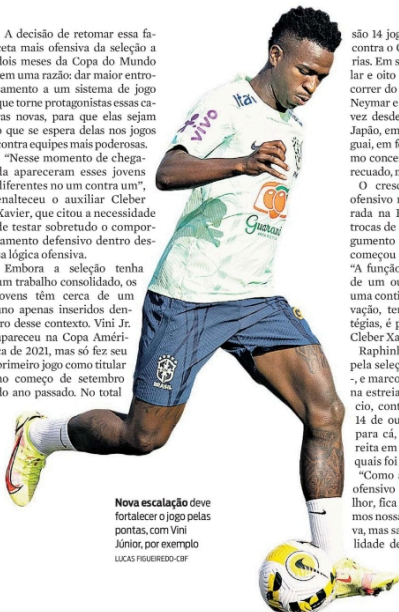 A decisão de retomar essa fa-
ceta mais ofensiva da seleção a
dois meses da Copa do Mundo
tem uma razão: dar maior entro-
amento a um sistema de jogo
que torne protagonistas essas ca-
ras novas, para que elas sejam
o que se espera delas nos jogos
contra equipes mais poderosas.
“Nesse momento de chega-
da apareceram esses jovens
diferentes no um contra um”,
enalteceu o auxiliar Cleber
Xavier, que citou a necessidade
de testar sobretudo o compor-
tamento defensivo dentro des-
sa lógica ofensiva.
Embora a seleção tenha
um trabalho consolidado, os
jovens têm cerca de um
ano apenas inseridos den-
tro desse contexto. Vini Jr.
apareceu na Copa Améri-
ca de 2021, mas só fez seu
primeiro jogo como titular
no começo de setembro
do ano passado. No total
Itaú
vivo
Guaraná
BRASIL
Nova escalação deve
fortalecer o jogo pelas
pontas, com Vini
Júnior, por exemplo
LUCAS FIGUEIREDO-CBF
são 14 jog
contra o C
rias. Em s
lar e oito
correr do
Neymar e
vez desde
Japão, em
guai, em fe
mo concen
recuado, n
O cresc
ofensivo n
rada na E
trocas de
gumento
começou
“A função
de um ou
uma conti
vação, ten
tégias, é p
Cleber Xa
Raphinh
pela seleç
-, e marco
na estreia
cio, cont
14 de ou
para cá,
reita em
quais foi
“Como a
ofensivo
lhor, fica
mos nossa
va, mas sa
lidade de